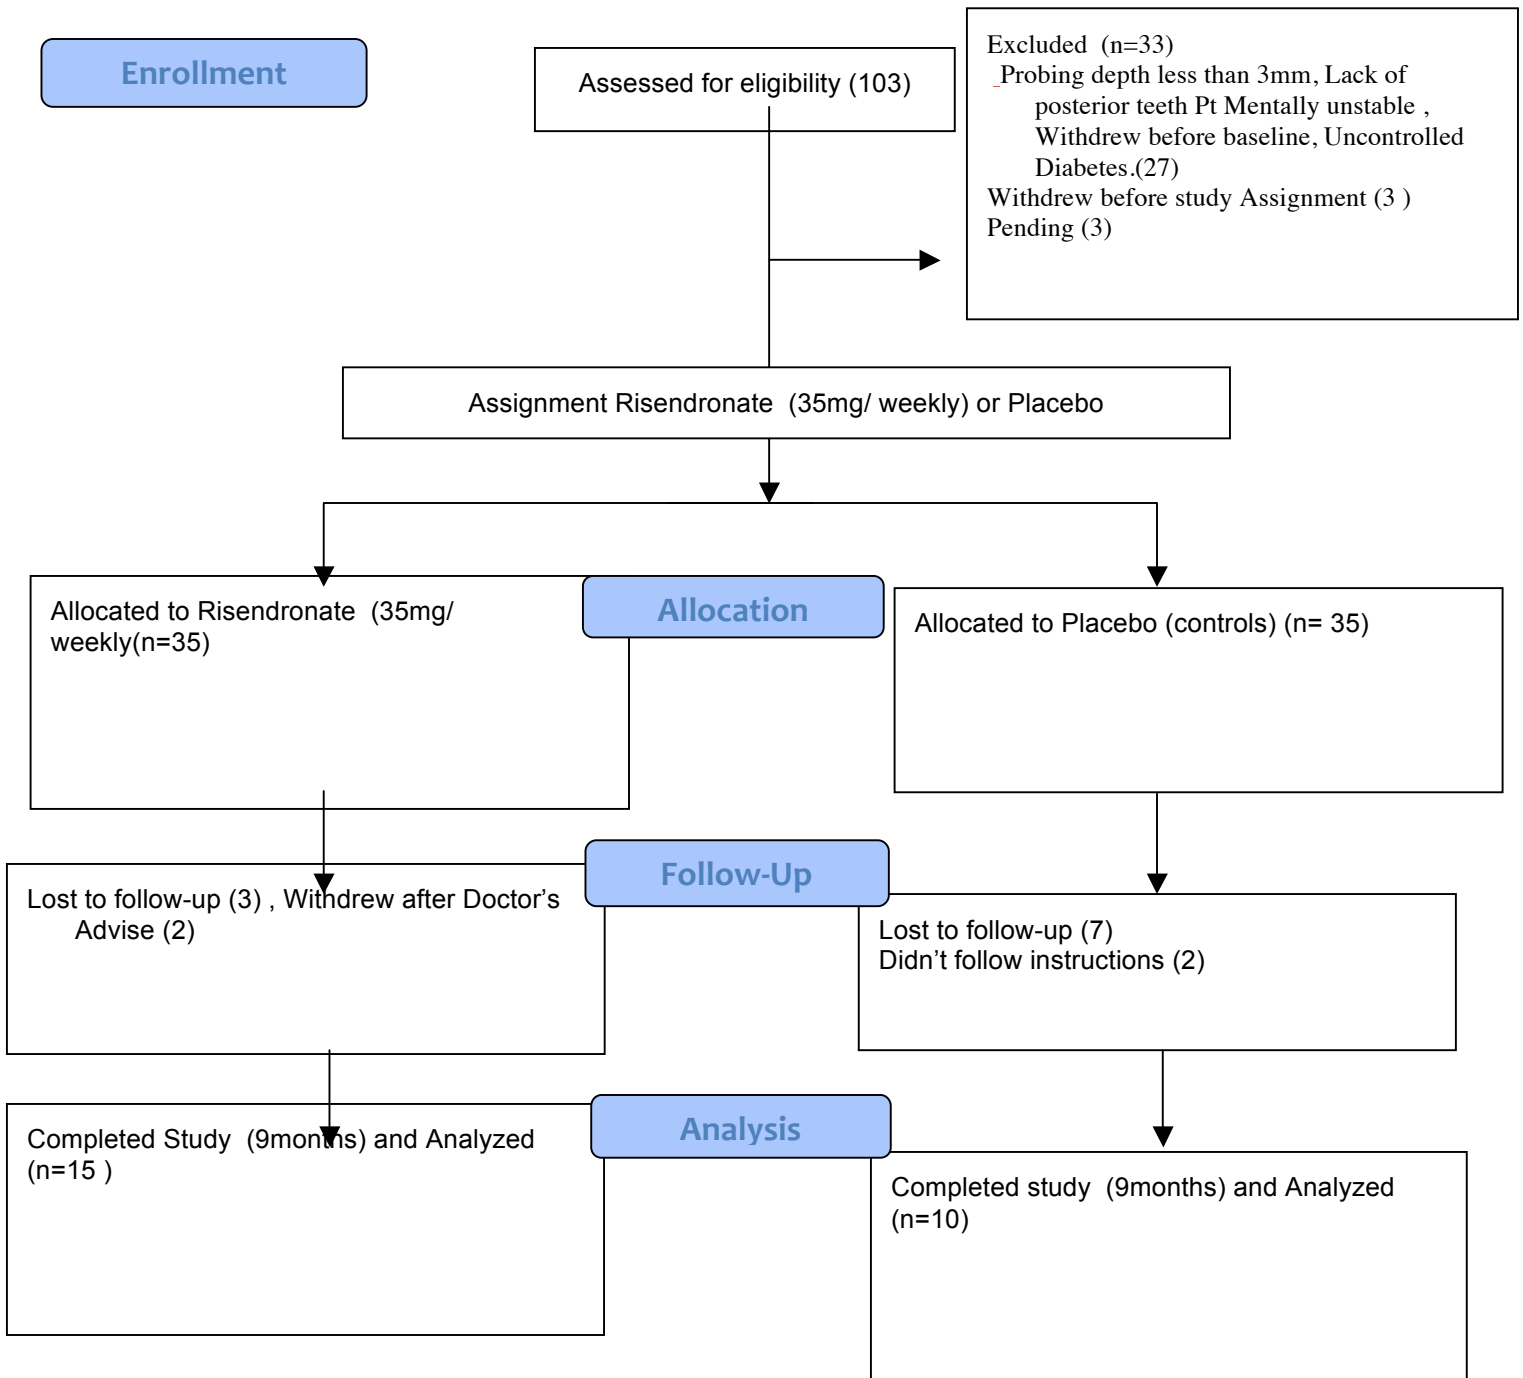 Enrollment
Assessed for eligibility (103)
Excluded (n=33)
Probing depth less than 3mm, Lack of
posterior teeth Pt Mentally unstable ,
Withdrew before baseline, Uncontrolled
Diabetes.(27)
Withdrew before study Assignment (3 )
Pending (3)
Assignment Risendronate (35mg/ weekly) or Placebo
Allocated to Risendronate (35mg/
weekly(n=35)
Allocation
Allocated to Placebo (controls) (n= 35)
Follow-Up
Lost to follow-up (3) , Withdrew after Doctor's
Advise (2)
Lost to follow-up (7)
Didn't follow instructions (2)
Analysis
Completed Study (9months) and Analyzed
(n=15 )
Completed study (9months) and Analyzed
(n=10)